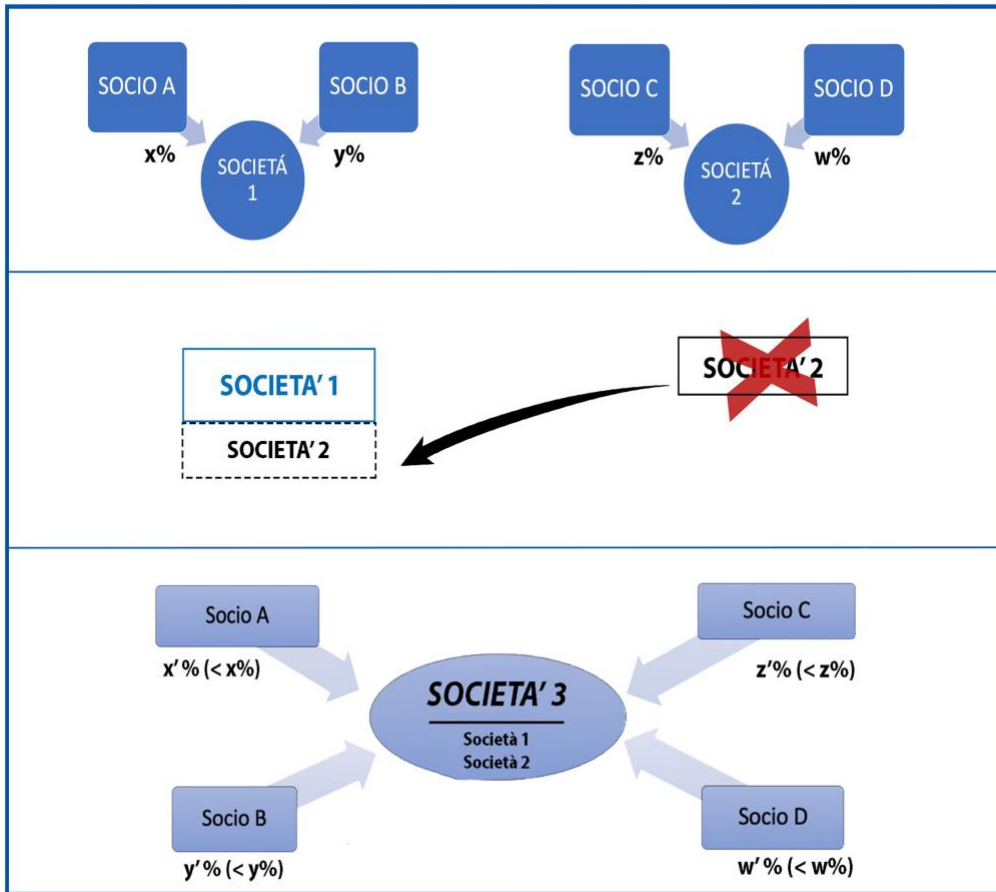 SOCIO A
SOCIO B
x%
y%
SOCIETÁ
1
SOCIO C
SOCIO D
z%
w%
SOCIETÁ
2
SOCIETA’ 1
SOCIETA’ 2
SOCIETA’ 2
Socio A
x’ % (< x%)
Socio C
z’% (< z%)
SOCIETA’ 3
Società 1
Società 2
Socio B
y’ % (< y%)
Socio D
w’ % (< w%)